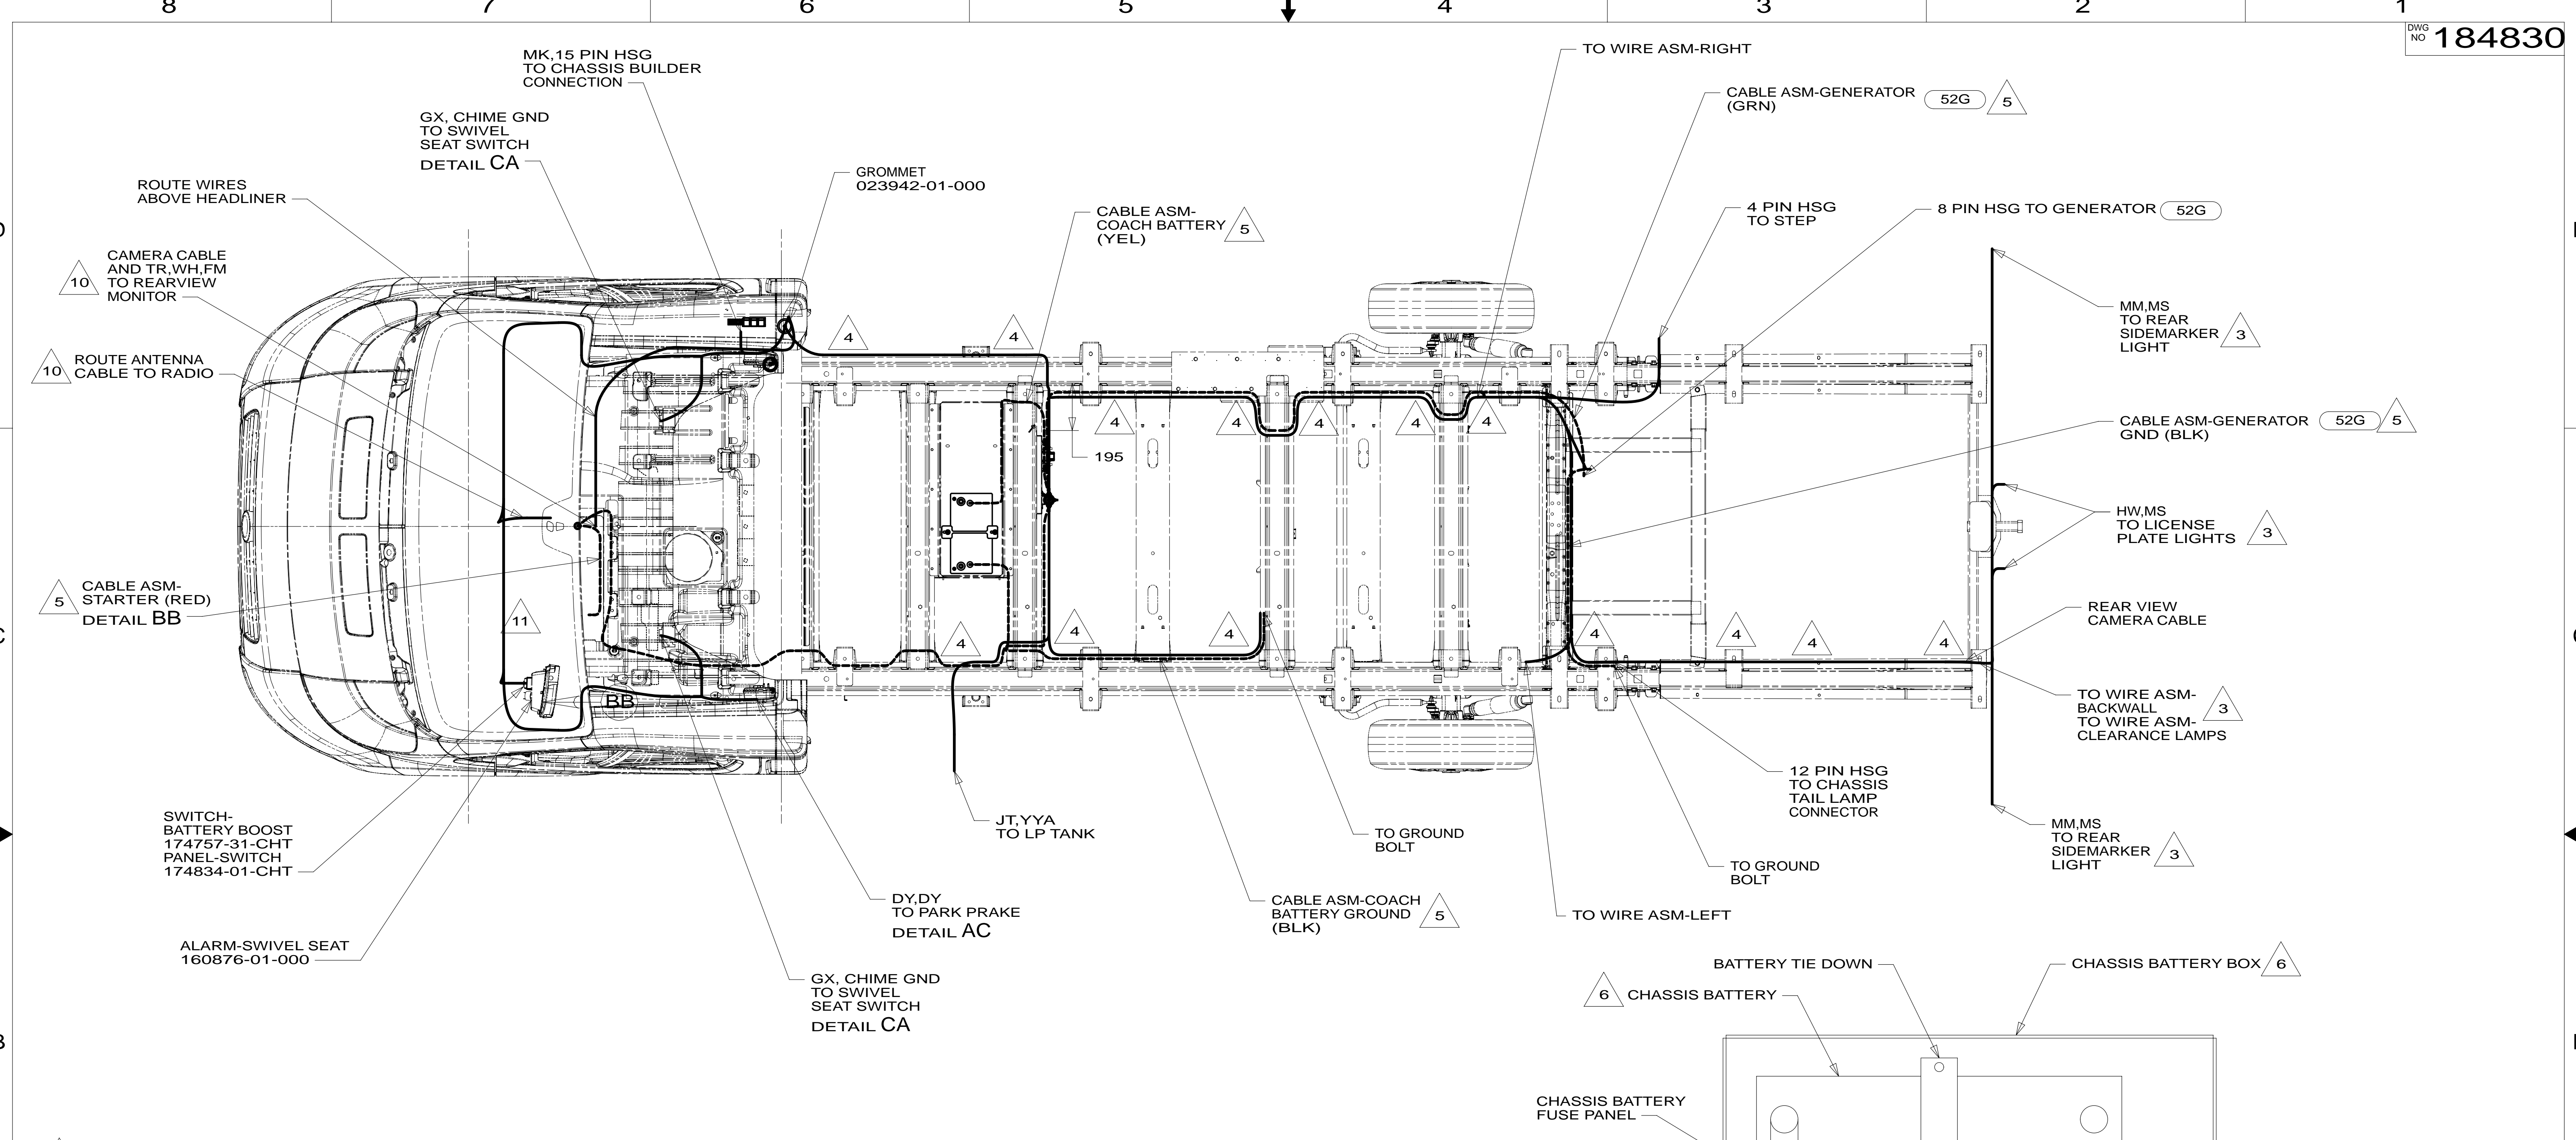 8 7 6 5 4 3 2 1
DWG
NO 184830
MK,15 PIN HSG
TO CHASSIS BUILDER
CONNECTION
TO WIRE ASM-RIGHT
CABLE ASM-GENERATOR
(GRN)
52G
5
GX, CHIME GND
TO SWIVEL
SEAT SWITCH
DETAIL CA
GROMMET
023942-01-000
ROUTE WIRES
ABOVE HEADLINER
CABLE ASM-
COACH BATTERY
(YEL)
5
4 PIN HSG
TO STEP
8 PIN HSG TO GENERATOR
52G
10
CAMERA CABLE
AND TR,WH,FM
TO REARVIEW
MONITOR
MM,MS
TO REAR
SIDEMARKER
LIGHT
3
10
ROUTE ANTENNA
CABLE TO RADIO
4
4
4
4
4
4
4
195
CABLE ASM-GENERATOR
GND (BLK)
52G
5
HW,MS
TO LICENSE
PLATE LIGHTS
3
5
CABLE ASM-
STARTER (RED)
DETAIL BB
11
C
4
4
4
4
4
4
4
REAR VIEW
CAMERA CABLE
BB
TO WIRE ASM-
BACKWALL
TO WIRE ASM-
CLEARANCE LAMPS
3
12 PIN HSG
TO CHASSIS
TAIL LAMP
CONNECTOR
SWITCH-
BATTERY BOOST
174757-31-CHT
PANEL-SWITCH
174834-01-CHT
JT,YYA
TO LP TANK
TO GROUND
BOLT
MM,MS
TO REAR
SIDEMARKER
LIGHT
3
TO GROUND
BOLT
DY,DY
TO PARK PRAKE
DETAIL AC
CABLE ASM-COACH
BATTERY GROUND
(BLK)
5
TO WIRE ASM-LEFT
ALARM-SWIVEL SEAT
160876-01-000
GX, CHIME GND
TO SWIVEL
SEAT SWITCH
DETAIL CA
BATTERY TIE DOWN
CHASSIS BATTERY BOX
6
6
CHASSIS BATTERY
B
CHASSIS BATTERY
FUSE PANEL